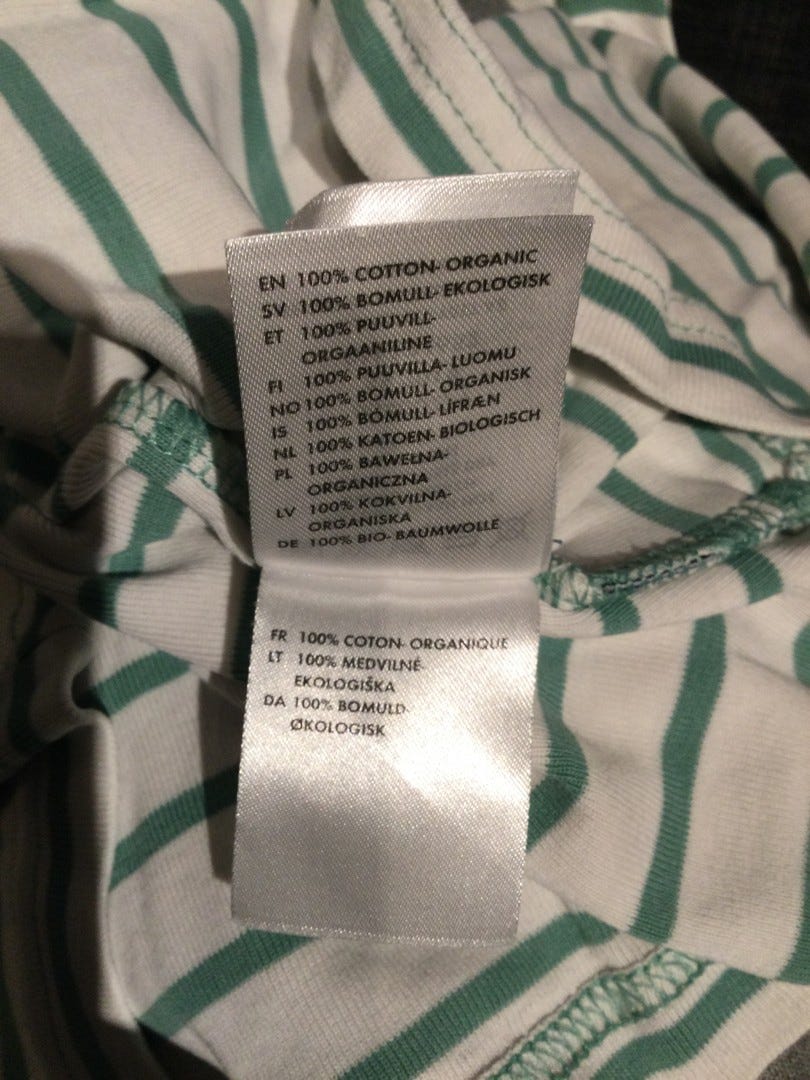 EN 100% COTTON- ORGANIC
SV 100% BOMULL- EKOLOGISK
ET 100% PUUVILL-
ORGAANILINE
FI 100% PUUVILLA- LUOMU
NO 100% BOMULL- ORGANISK
IS 100% BÓMULL- LÍFRÆN
NL 100% KATOEN- BIOLOGISCH
PL 100% BAWEŁNA-
ORGANICZNA
LV 100% KOKVILNA-
ORGANISKA
DE 100% BIO- BAUMWOLLE
FR 100% COTON- ORGANIQUE
LT 100% MEDVILNĖ-
EKOLOGIŠKA
DA 100% BOMULD-
ØKOLOGISK